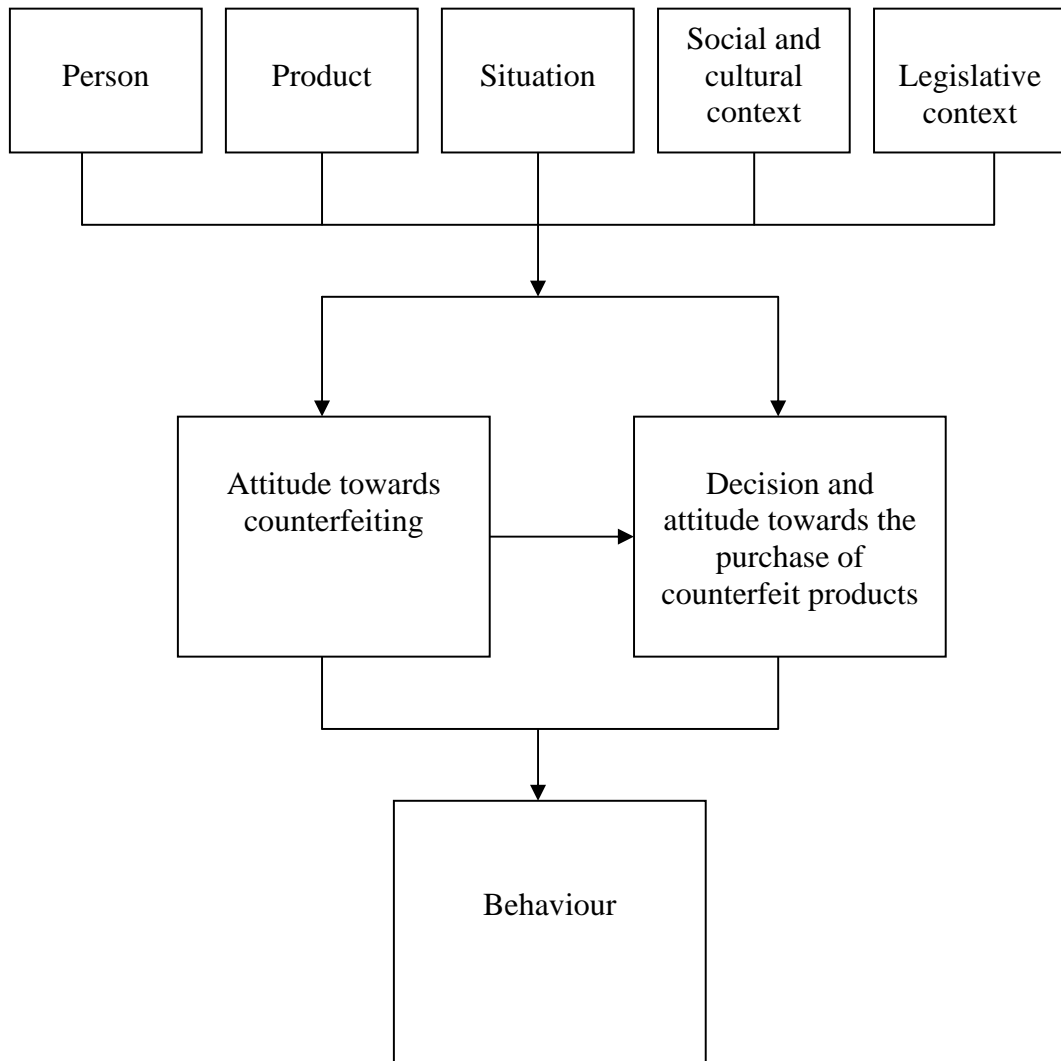 Person
Product
Situation
Social and
cultural
context
Legislative
context
Attitude towards
counterfeiting
Decision and
attitude towards the
purchase of
counterfeit products
Behaviour